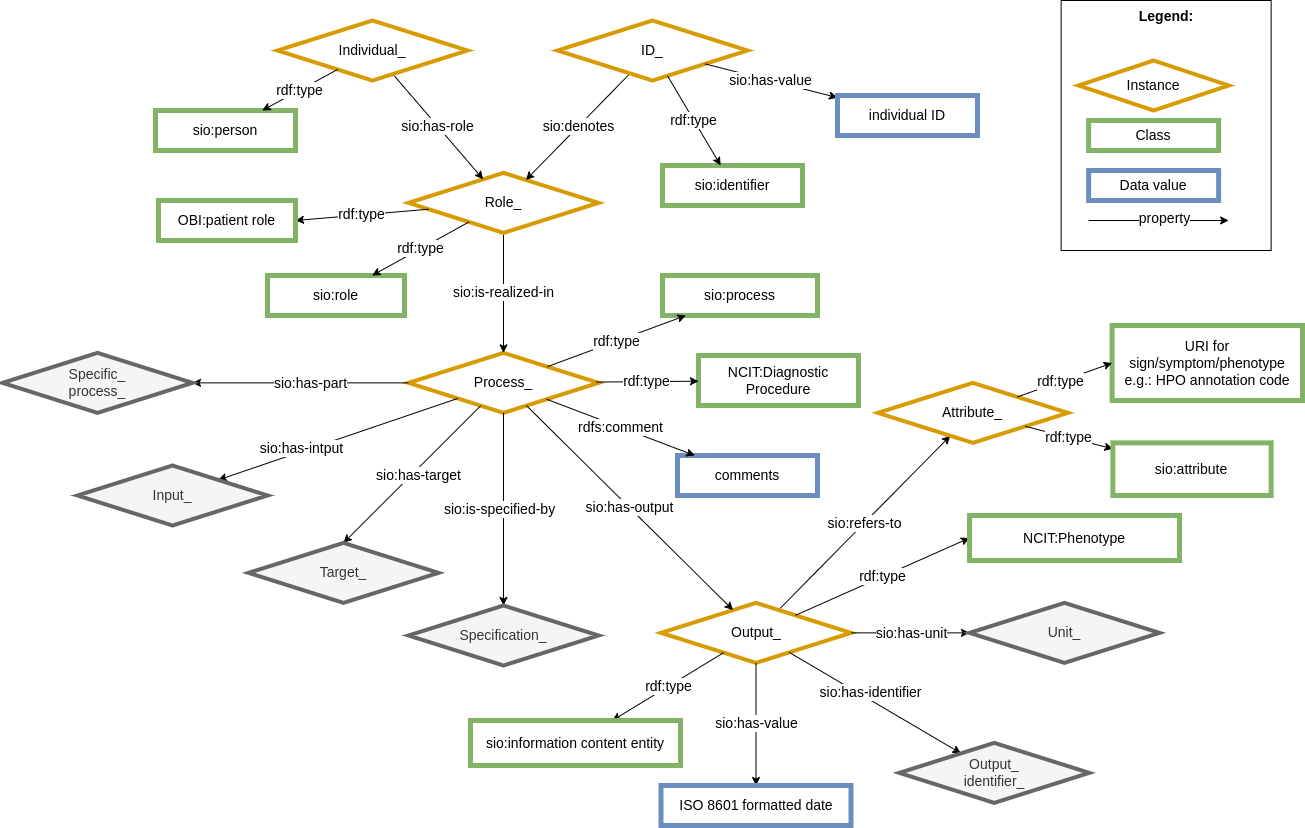 Legend:
Individual_
ID_
rdf:type
sio:has-value
Instance
sio:person
sio:has-role
sio:denotes
rdf:type
individual ID
Class
sio:identifier
Data value
OBI:patient role
rdf:type
Role_
property
rdf:type
sio:role
sio:is-realized-in
sio:process
rdf:type
URI for
sign/symptom/phenotype
e.g.: HPO annotation code
Specific_
process_
sio:has-part
Process_
rdf:type
NCIT:Diagnostic
Procedure
rdf:type
Attribute_
rdfs:comment
rdf:type
sio:has-intput
sio:has-target
comments
sio:attribute
Input_
sio:is-specified-by
sio:has-output
sio:refers-to
NCIT:Phenotype
Target_
rdf:type
Specification_
Output_
sio:has-unit
Unit_
rdf:type
sio:has-identifier
sio:has-value
sio:information content entity
Output_
identifier_
ISO 8601 formatted date